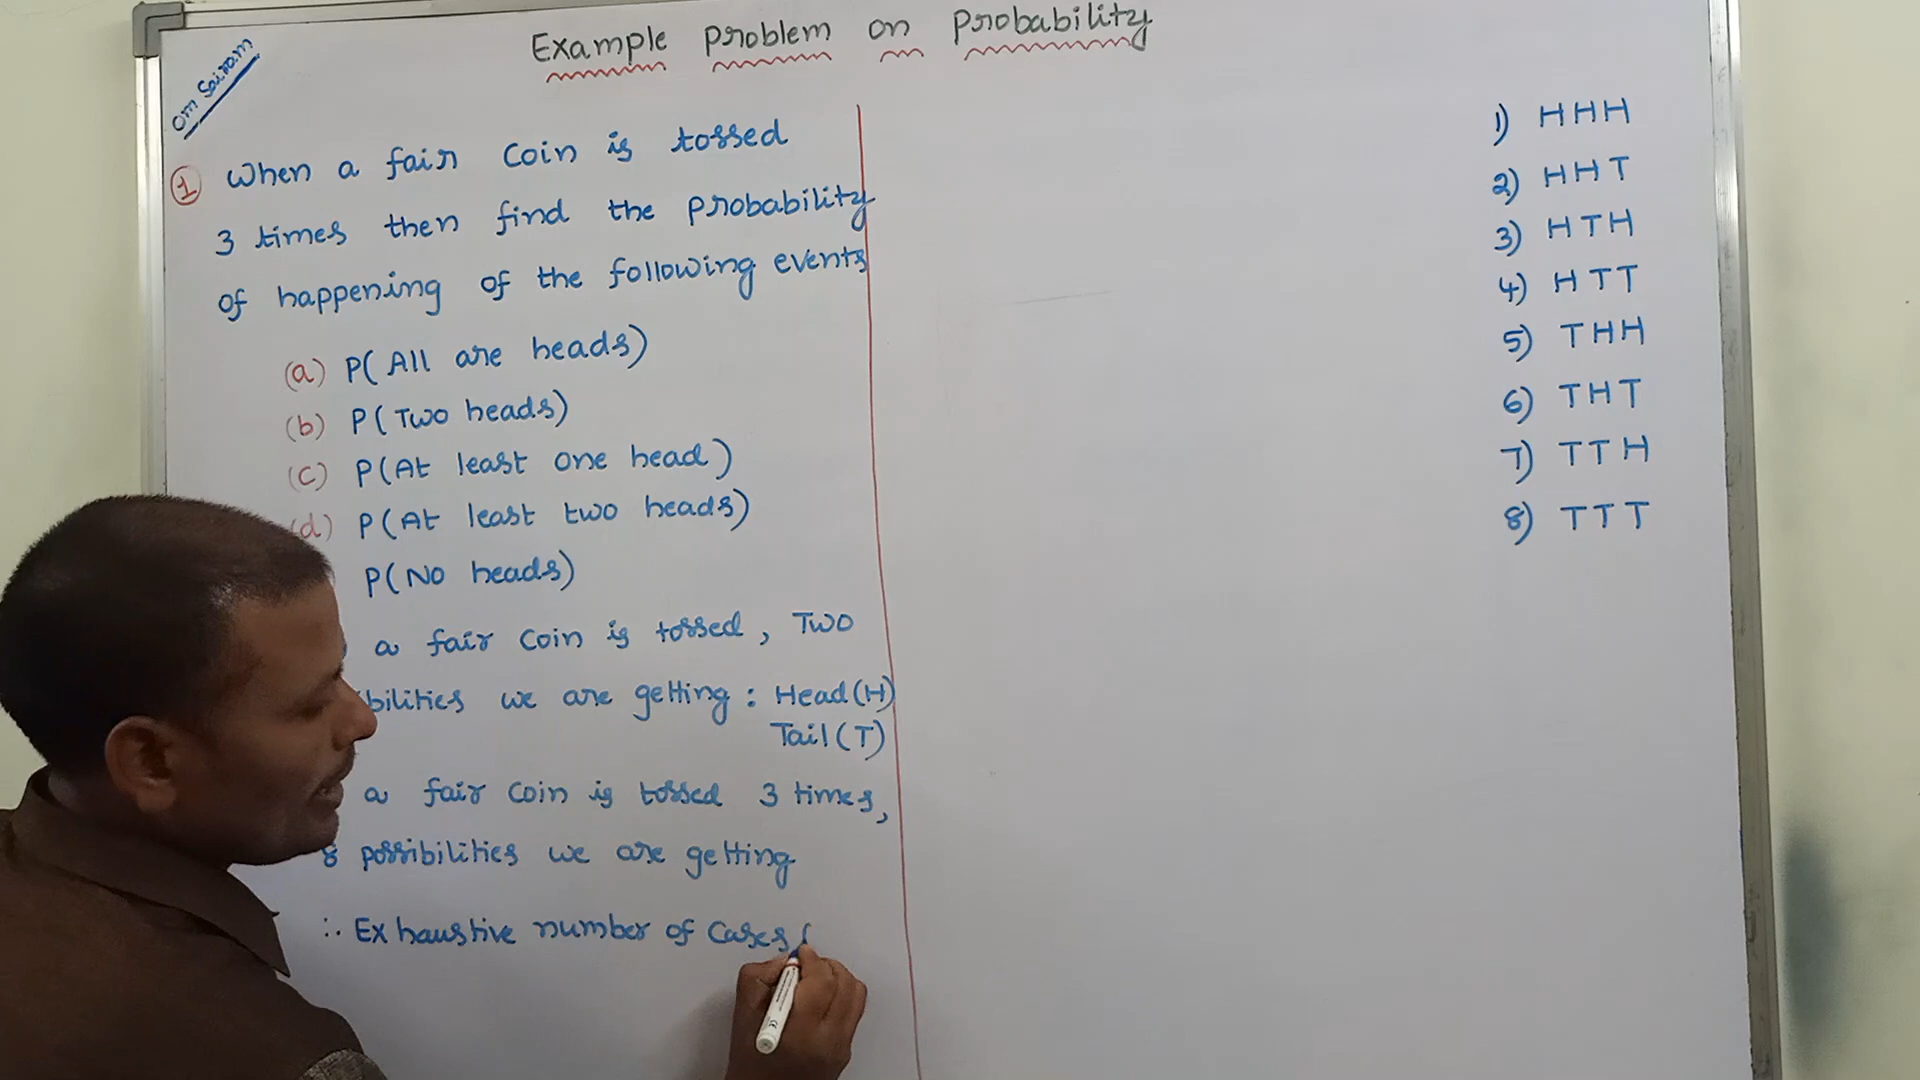 Example Problem on Probability
Om Sairam
1 When a fair coin is tossed
3 times then find the probability
of happening of the following events
(a) P(All are heads)
(b) P(Two heads)
(c) P(At least one head)
(d) P(At least two heads)
P(No heads)
a fair coin is tossed, Two
bilities we are getting : Head(H)
Tail(T)
a fair coin is tossed 3 times,
8 possibilities we are getting
∴ Exhaustive number of cases (
1) HHH
2) HHT
3) HTH
4) HTT
5) THH
6) THT
7) TTH
8) TTT